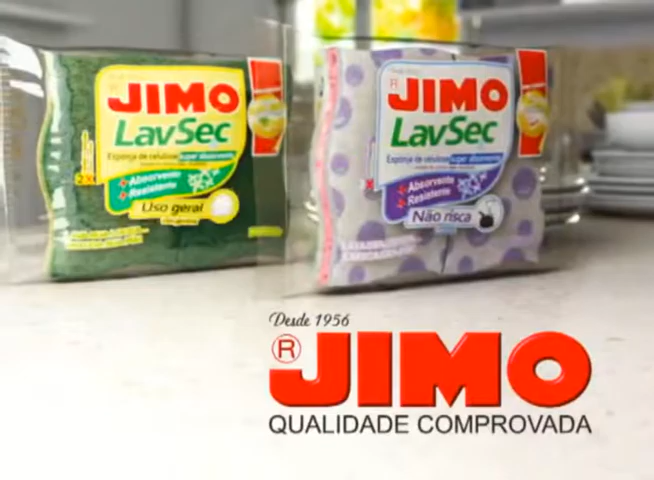 JIMO
LavSec
Esponja de celulose super absorvente
+ Absorvente
+ Resistente
Uso geral
JIMO
LavSec
Esponja de celulose super absorvente
+ Absorvente
+ Resistente
Não risca
Desde 1956
® JIMO
QUALIDADE COMPROVADA